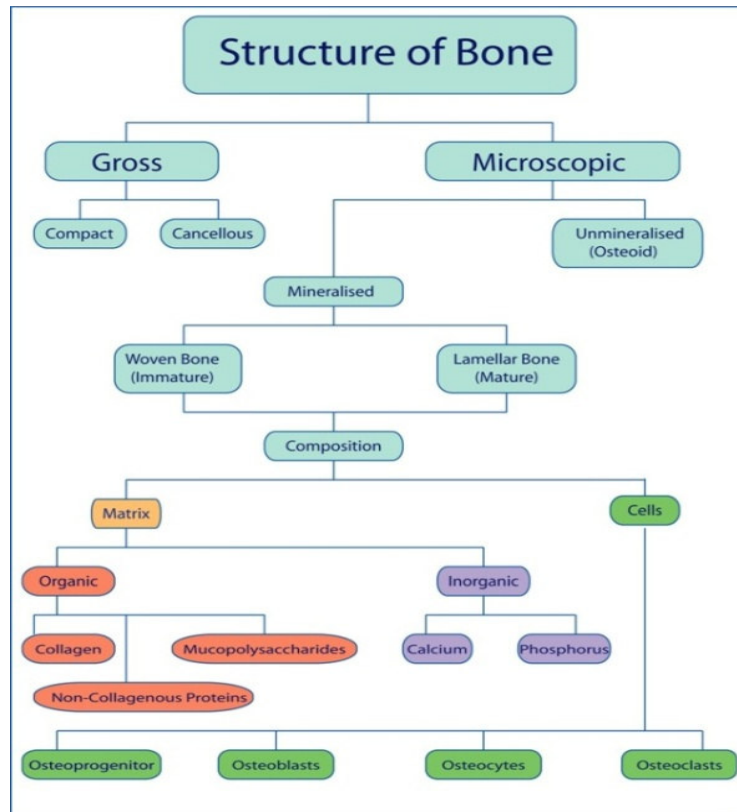 Structure of Bone
Gross
Microscopic
Compact
Cancellous
Unmineralised
(Osteoid)
Mineralised
Woven Bone
(Immature)
Lamellar Bone
(Mature)
Composition
Matrix
Cells
Organic
Inorganic
Collagen
Mucopolysaccharides
Calcium
Phosphorus
Non-Collagenous Proteins
Osteoprogenitor
Osteoblasts
Osteocytes
Osteoclasts